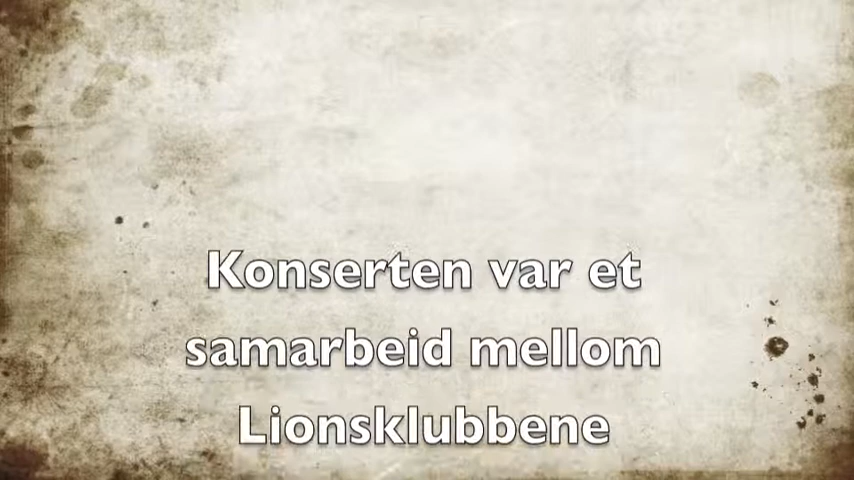 Konserten var et
samarbeid mellom
Lionsklubbene